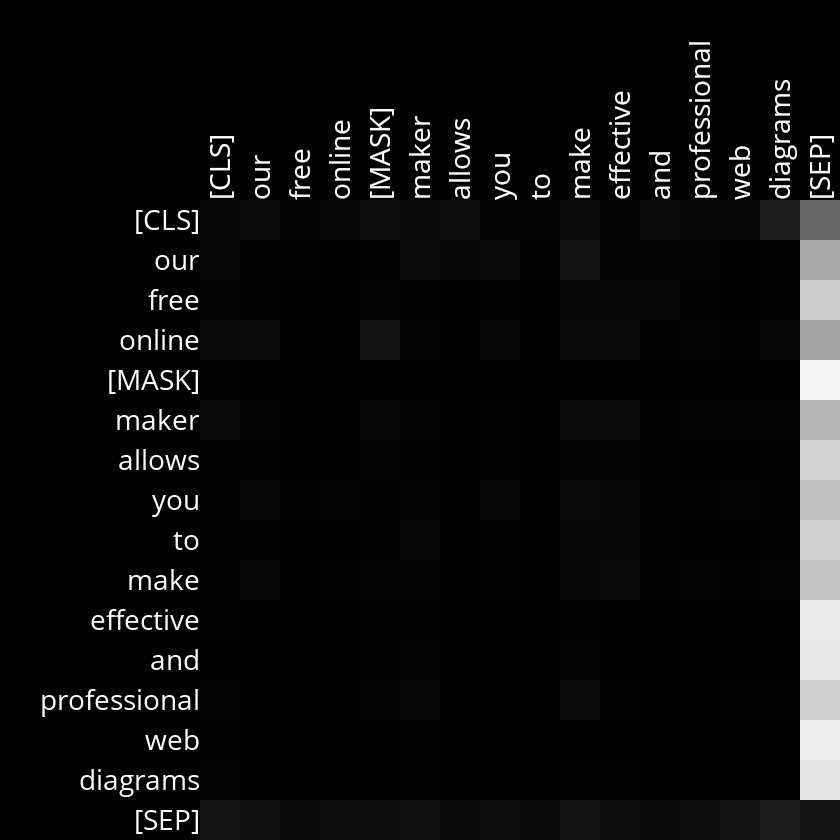 [CLS] our free online [MASK] maker allows you to make effective and professional web diagrams [SEP]
[CLS]
our
free
online
[MASK]
maker
allows
you
to
make
effective
and
professional
web
diagrams
[SEP]